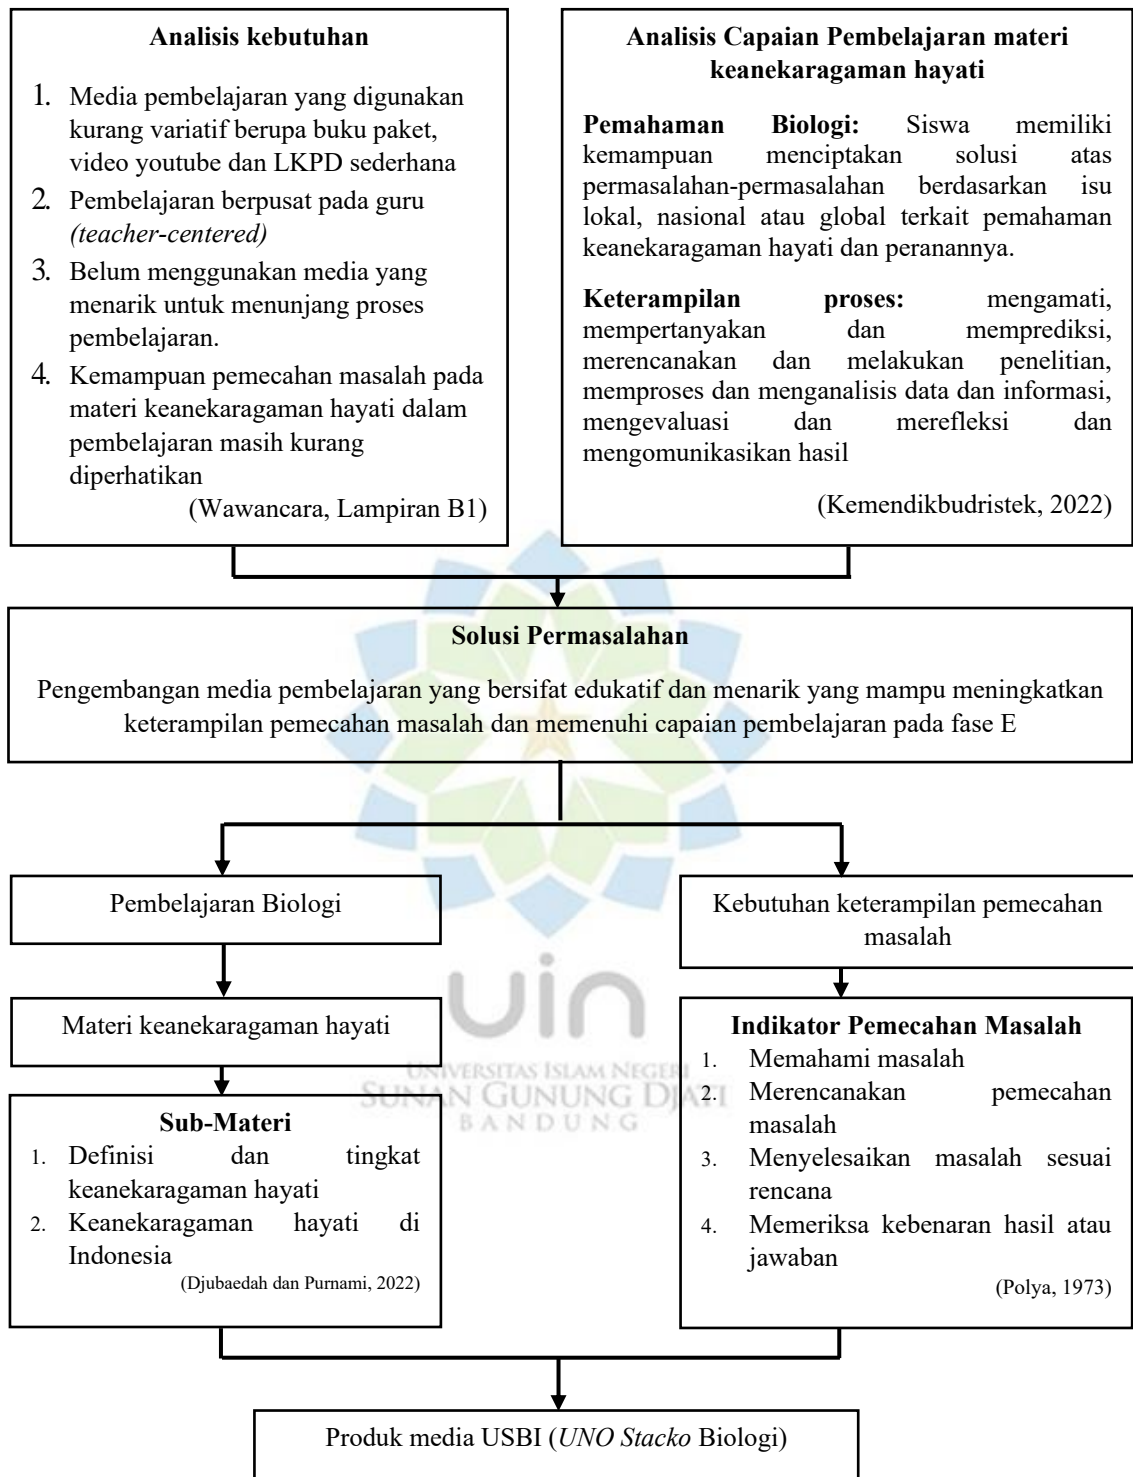 Analisis kebutuhan
1. Media pembelajaran yang digunakan
kurang variatif berupa buku paket,
video youtube dan LKPD sederhana
2. Pembelajaran berpusat pada guru
(teacher-centered)
3. Belum menggunakan media yang
menarik untuk menunjang proses
pembelajaran.
4. Kemampuan pemecahan masalah pada
materi keanekaragaman hayati dalam
pembelajaran masih kurang
diperhatikan
(Wawancara, Lampiran B1)
Analisis Capaian Pembelajaran materi
keanekaragaman hayati
Pemahaman Biologi: Siswa memiliki
kemampuan menciptakan solusi atas
permasalahan-permasalahan berdasarkan isu
lokal, nasional atau global terkait pemahaman
keanekaragaman hayati dan peranannya.
Keterampilan proses: mengamati,
mempertanyakan dan memprediksi,
merencanakan dan melakukan penelitian,
memproses dan menganalisis data dan informasi,
mengevaluasi dan merefleksi dan
mengomunikasikan hasil
(Kemendikbudristek, 2022)
Solusi Permasalahan
Pengembangan media pembelajaran yang bersifat edukatif dan menarik yang mampu meningkatkan
keterampilan pemecahan masalah dan memenuhi capaian pembelajaran pada fase E
Pembelajaran Biologi
Kebutuhan keterampilan pemecahan
masalah
Materi keanekaragaman hayati
uin
UNIVERSITAS ISLAM NEGERI
SUNAN GUNUNG DJATI
BANDUNG
Sub-Materi
1. Definisi dan tingkat
keanekaragaman hayati
2. Keanekaragaman hayati di
Indonesia
(Djubaedah dan Purnami, 2022)
Indikator Pemecahan Masalah
1. Memahami masalah
2. Merencanakan pemecahan
masalah
3. Menyelesaikan masalah sesuai
rencana
4. Memeriksa kebenaran hasil atau
jawaban
(Polya, 1973)
Produk media USBI (UNO Stacko Biologi)